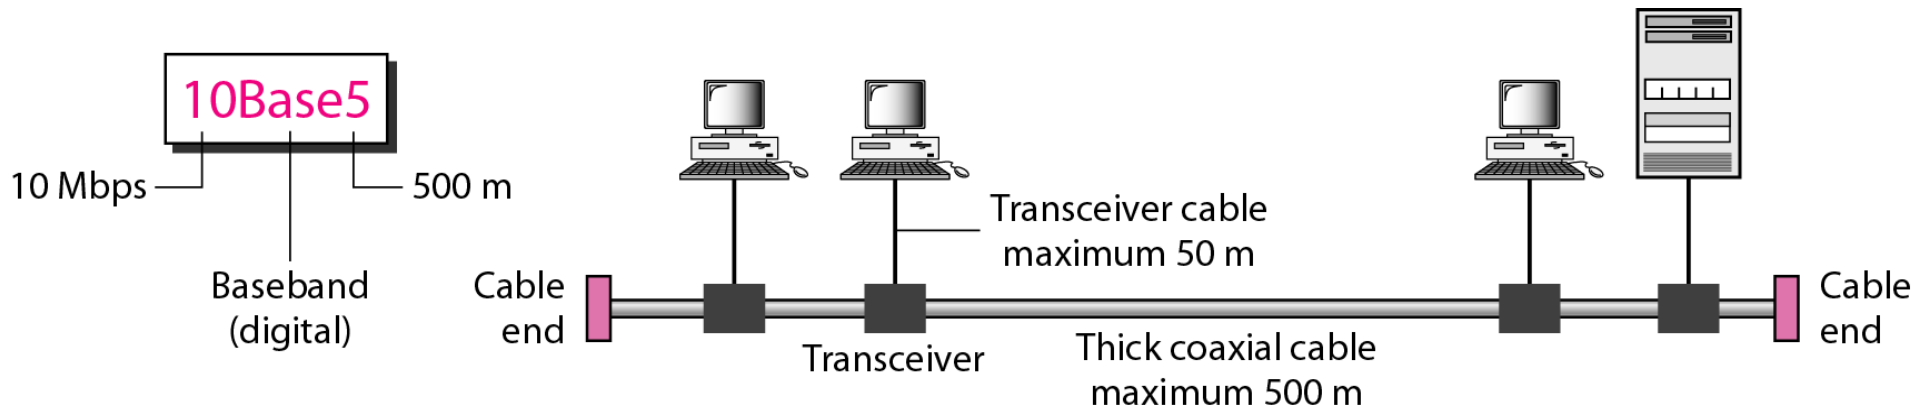 10Base5
10 Mbps
500 m
Baseband
(digital)
Transceiver cable
maximum 50 m
Cable
end
Transceiver
Thick coaxial cable
maximum 500 m
Cable
end